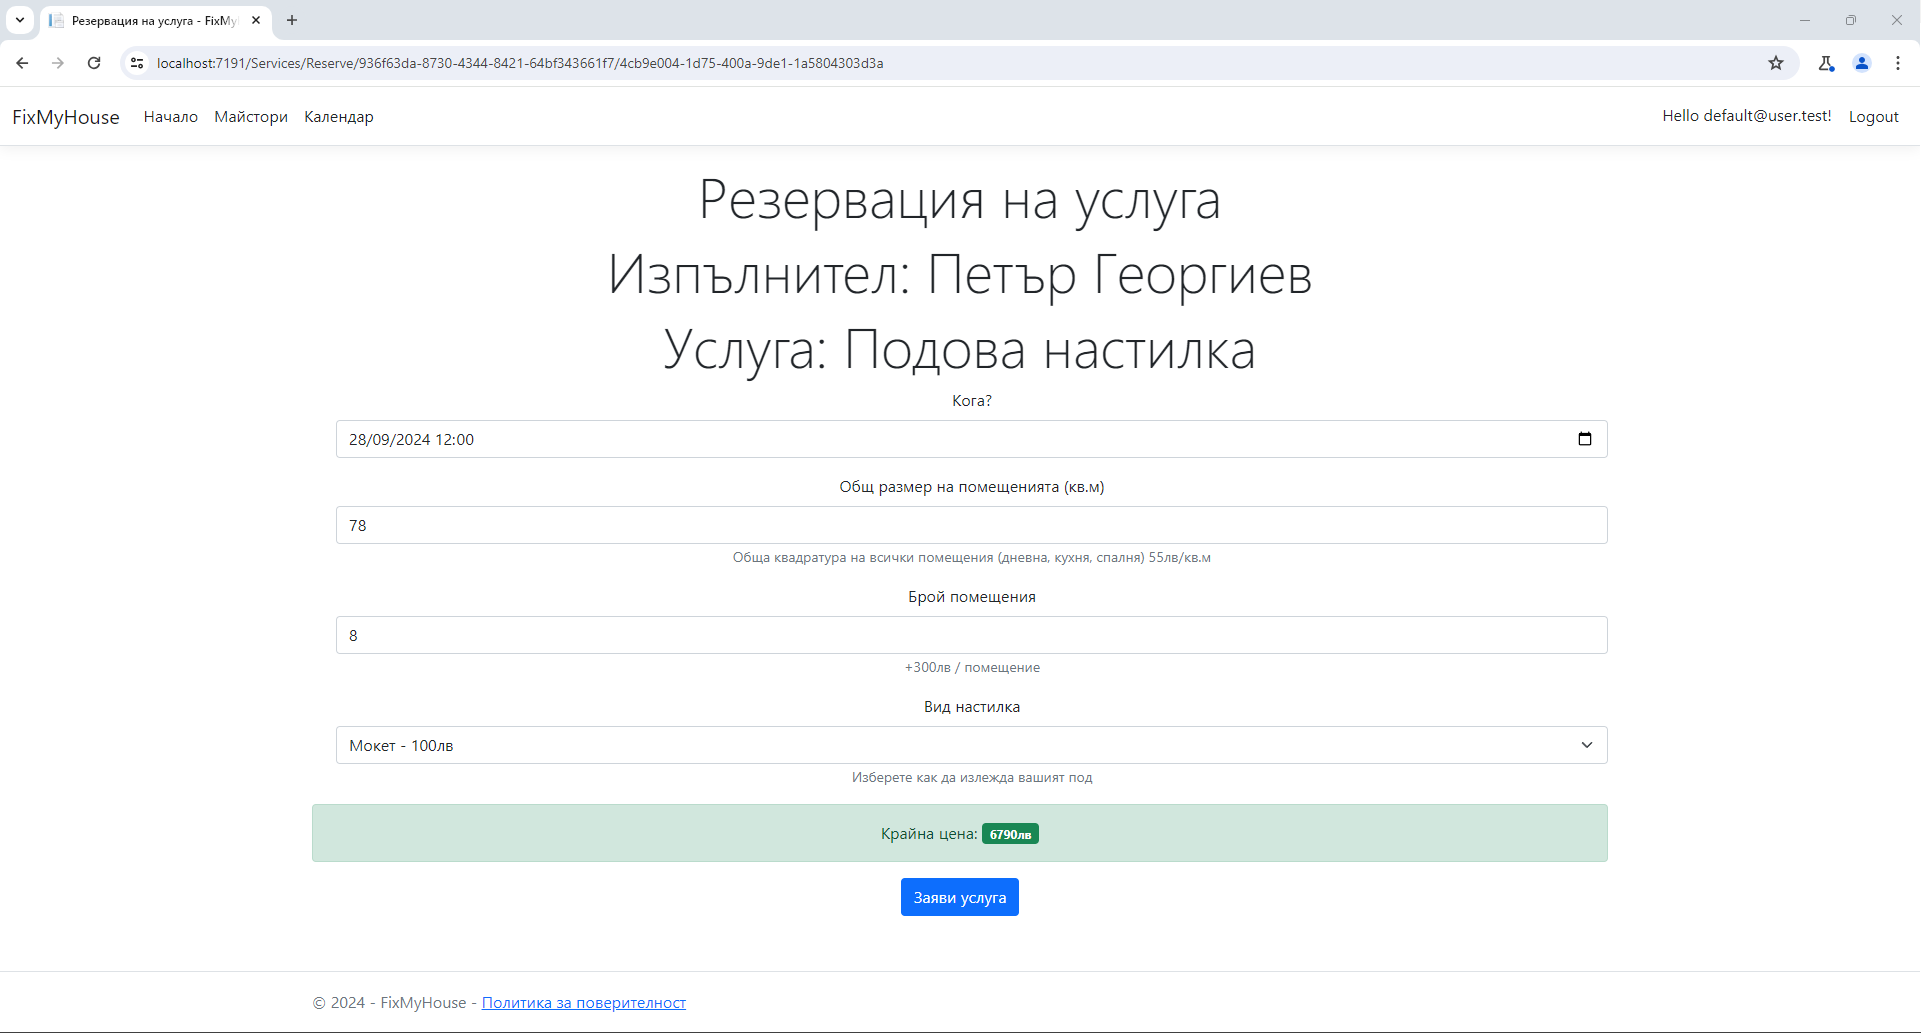 Резервация на услуга - FixMy
localhost:7191/Services/Reserve/936f63da-8730-4344-8421-64bf343661f7/4cb9e004-1d75-400a-9de1-1a5804303d3a
FixMyHouse Начало Майстори Календар Hello default@user.test! Logout
Резервация на услуга
Изпълнител: Петър Георгиев
Услуга: Подова настилка
Кога?
28/09/2024 12:00
Общ размер на помещенията (кв.м)
78
Обща квадратура на всички помещения (дневна, кухня, спалня) 55лв/кв.м
Брой помещения
8
+300лв / помещение
Вид настилка
Мокет - 100лв
Изберете как да излежда вашият под
Крайна цена: 6790лв
Заяви услуга
© 2024 - FixMyHouse - Политика за поверителност